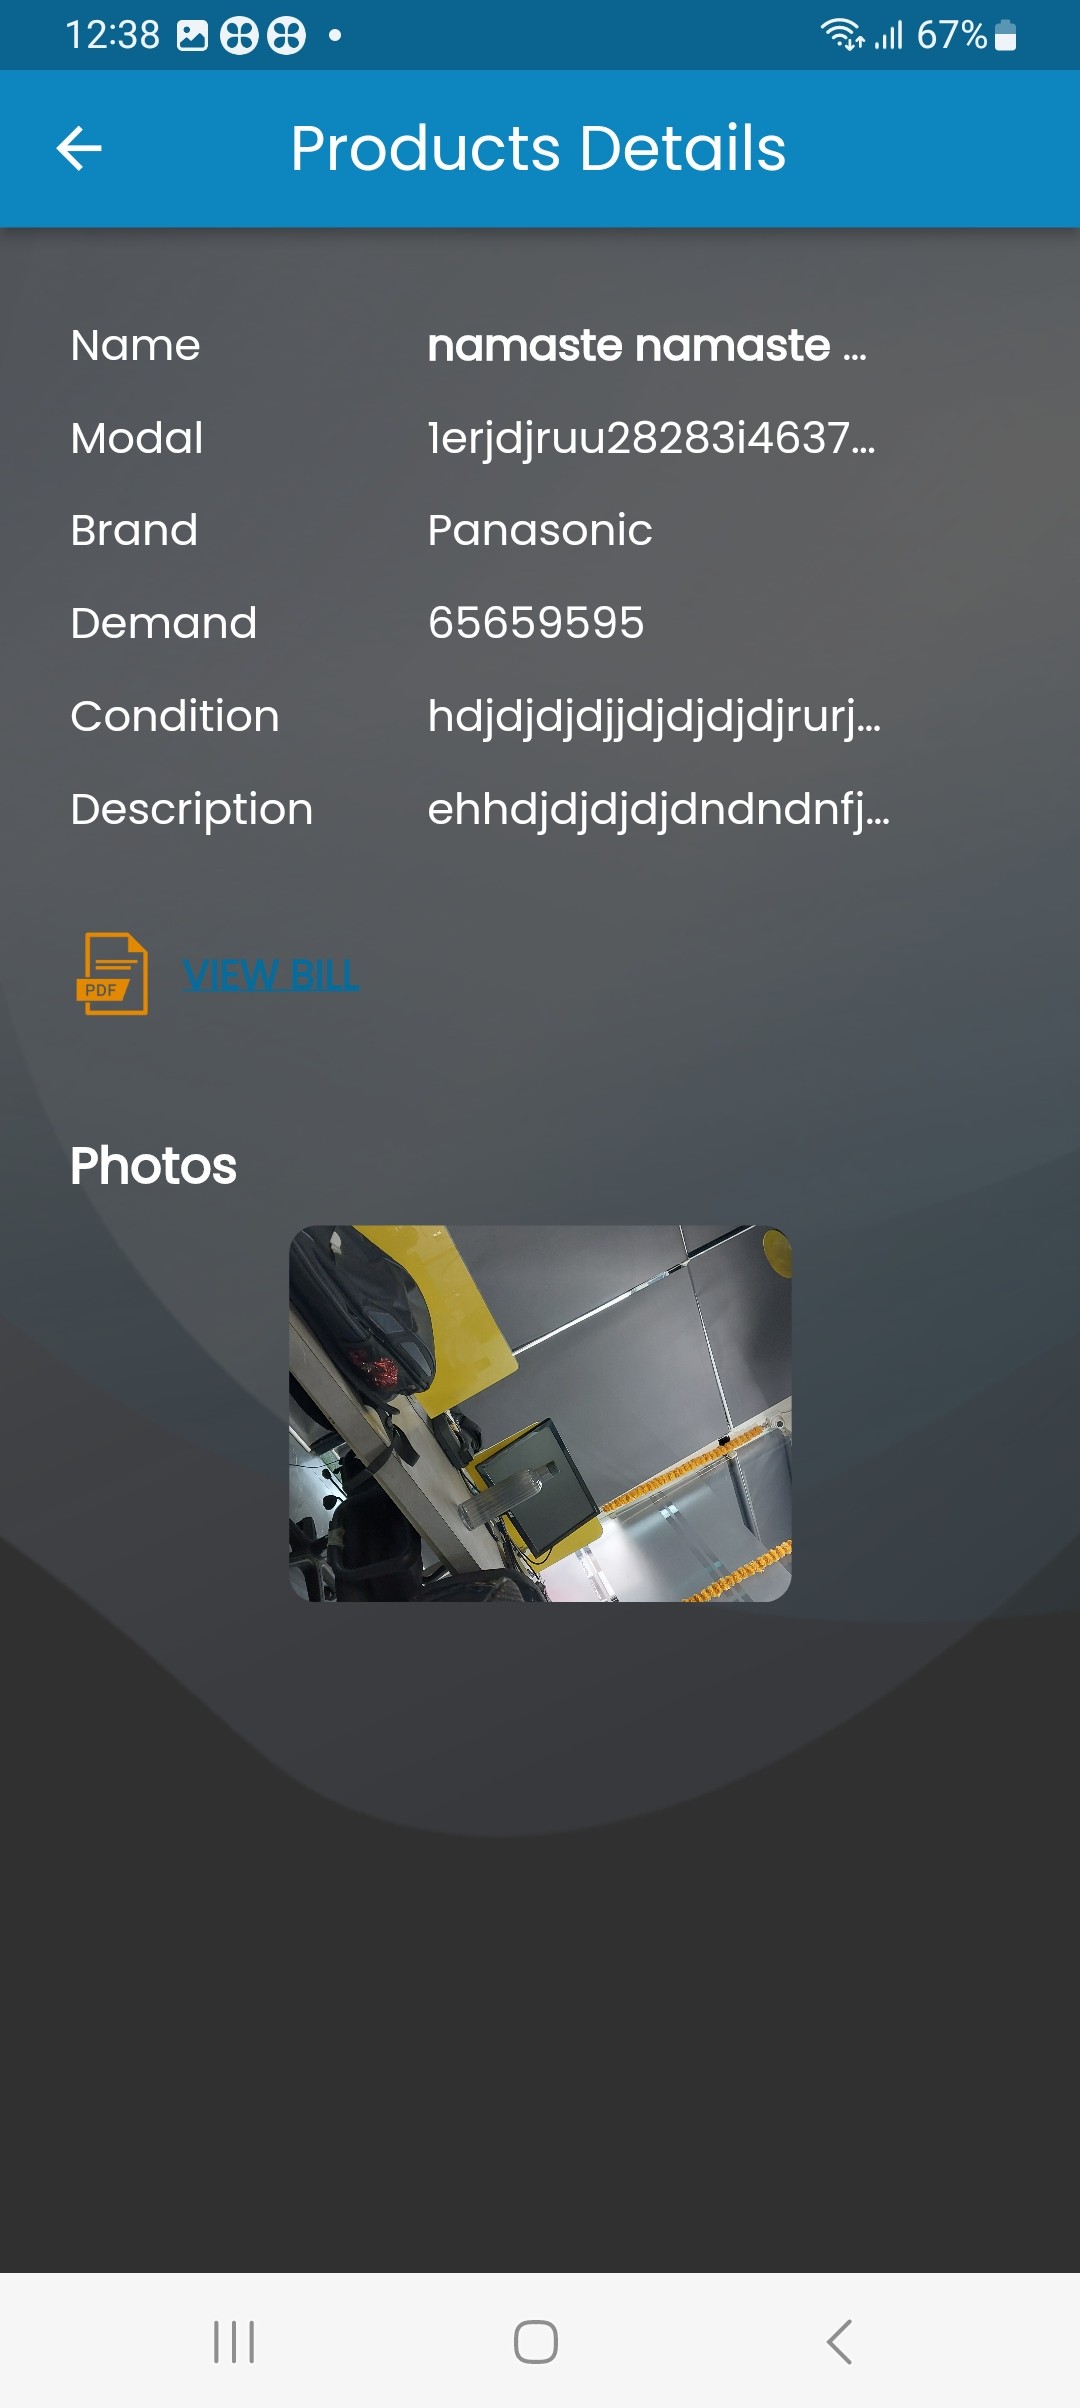 12:38 67%
Products Details
Name namaste namaste ...
Modal 1erjdjruu28283i4637...
Brand Panasonic
Demand 65659595
Condition hdjdjdjdjjdjdjdjdjrurj...
Description ehhdjdjdjdjdndndnfj...
PDF VIEW BILL
Photos